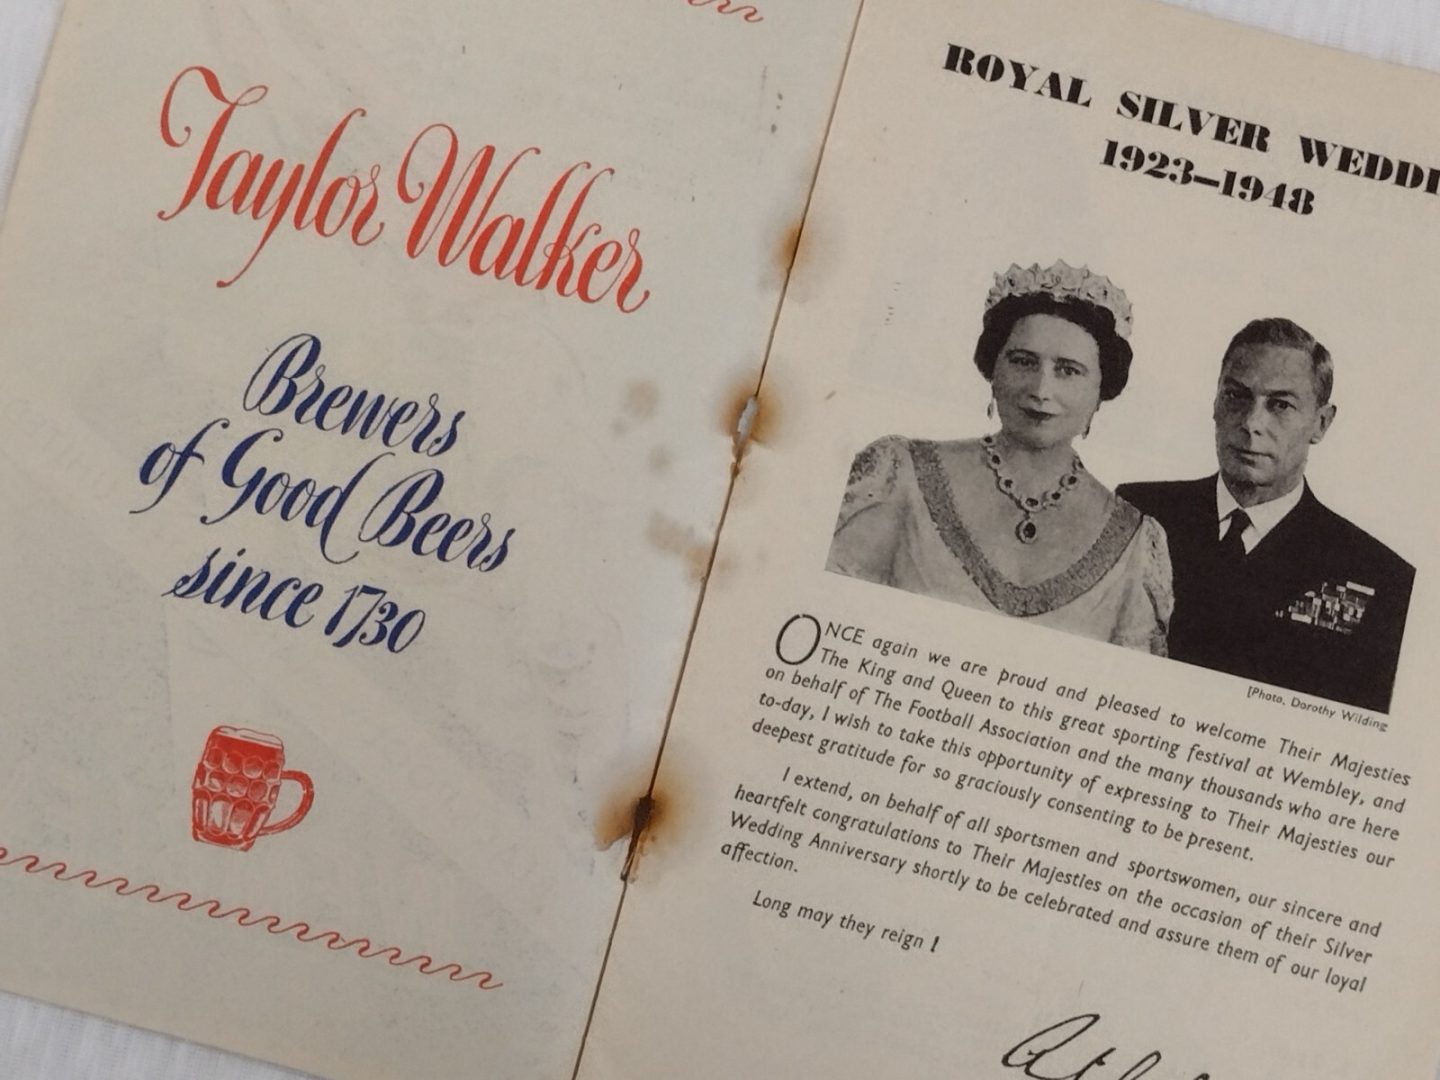 Taylor Walker
Brewers
of Good Beers
since 1730
ROYAL SILVER WEDDI
1923–1948
[Photo, Dorothy Wilding
ONCE again we are proud and pleased to welcome Their Majesties
The King and Queen to this great sporting festival at Wembley, and
on behalf of The Football Association and the many thousands who are here
to-day, I wish to take this opportunity of expressing to Their Majesties our
deepest gratitude for so graciously consenting to be present.
I extend, on behalf of all sportsmen and sportswomen, our sincere and
heartfelt congratulations to Their Majesties on the occasion of their Silver
Wedding Anniversary shortly to be celebrated and assure them of our loyal
affection.
Long may they reign !